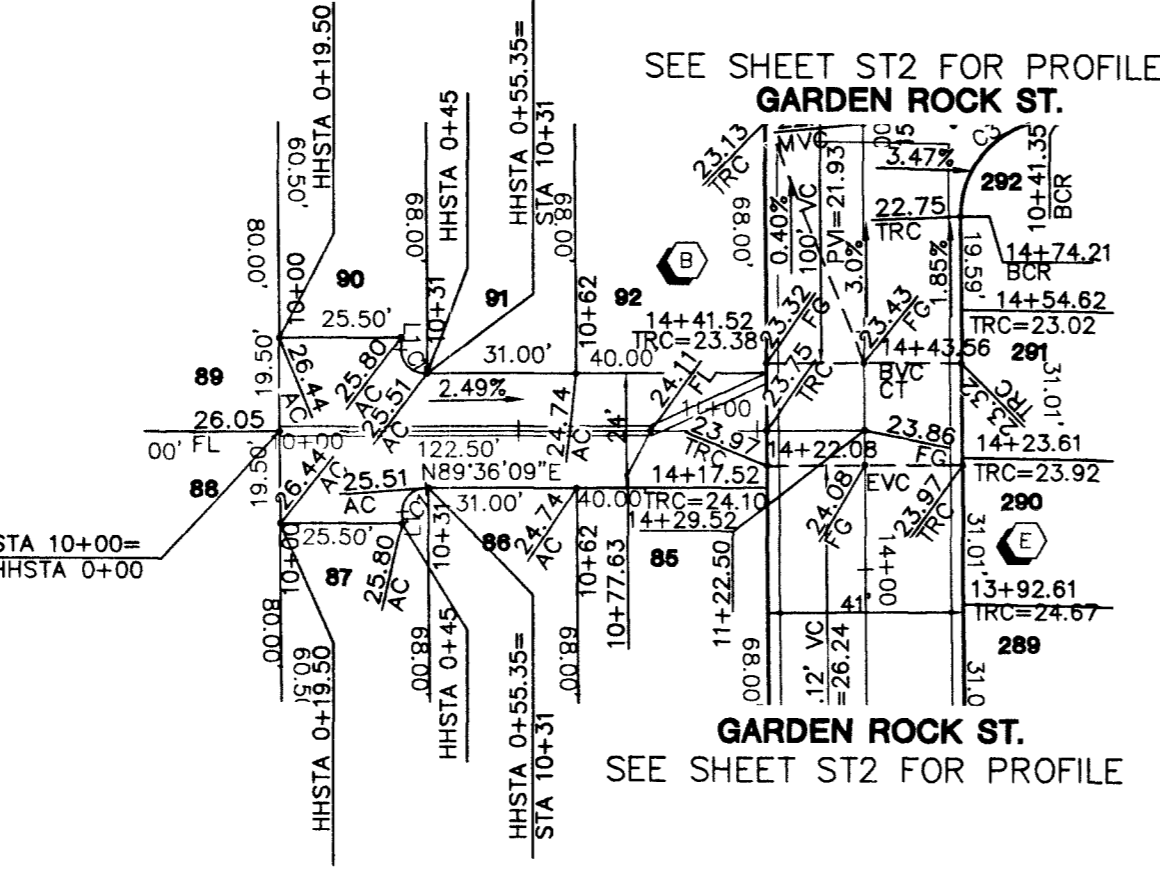 SEE SHEET ST2 FOR PROFILE
GARDEN ROCK ST.
HHSTA 0+19.50
60.50'
80.00'
HHSTA 0+45
68.00'
HHSTA 0+55.35=
STA 10+31
68.00'
23.13
TRC
68.00'
MVC
0.40%
100' VC
PVI=21.93
3.0%
3.47%
22.75
TRC
1.85%
C3
292
10+41.35
BCR
14+74.21
BCR
19.59'
14+54.62
TRC=23.02
291
B
90
10+00
25.50'
L1
10+31
91
10+62
92
14+41.52
TRC=23.38
23.32
FG
23.43
FG
14+43.56
BVC
CT
31.01'
89
19.50'
26.44
AC
25.80
AC
25.51
AC
31.00'
40.00'
2.49%
24.74
AC
24'
24.11
FL
11+00
23.75
TRC
23.32
TRC
26.05
FL
00'
0+00
122.50'
N89°36'09"E
23.67
TRC
14+22.08
23.86
FG
14+23.61
TRC=23.92
290
88
19.50'
26.44
AC
25.51
AC
31.00'
40.00'
14+17.52
TRC=24.10
EVC
24.08
FG
23.97
TRC
STA 10+00=
HHSTA 0+00
10+00
25.50'
L1
87
25.80
AC
10+31
86
24.74
AC
10+62
10+77.63
14+29.52
85
11+22.50
14+00
31.01'
E
13+92.61
TRC=24.67
289
41'
80.00'
60.50
HHSTA 0+19.50
68.00'
HHSTA 0+45
HHSTA 0+55.35=
STA 10+31
68.00'
68.00'
12' VC
=26.24
31.0
GARDEN ROCK ST.
SEE SHEET ST2 FOR PROFILE